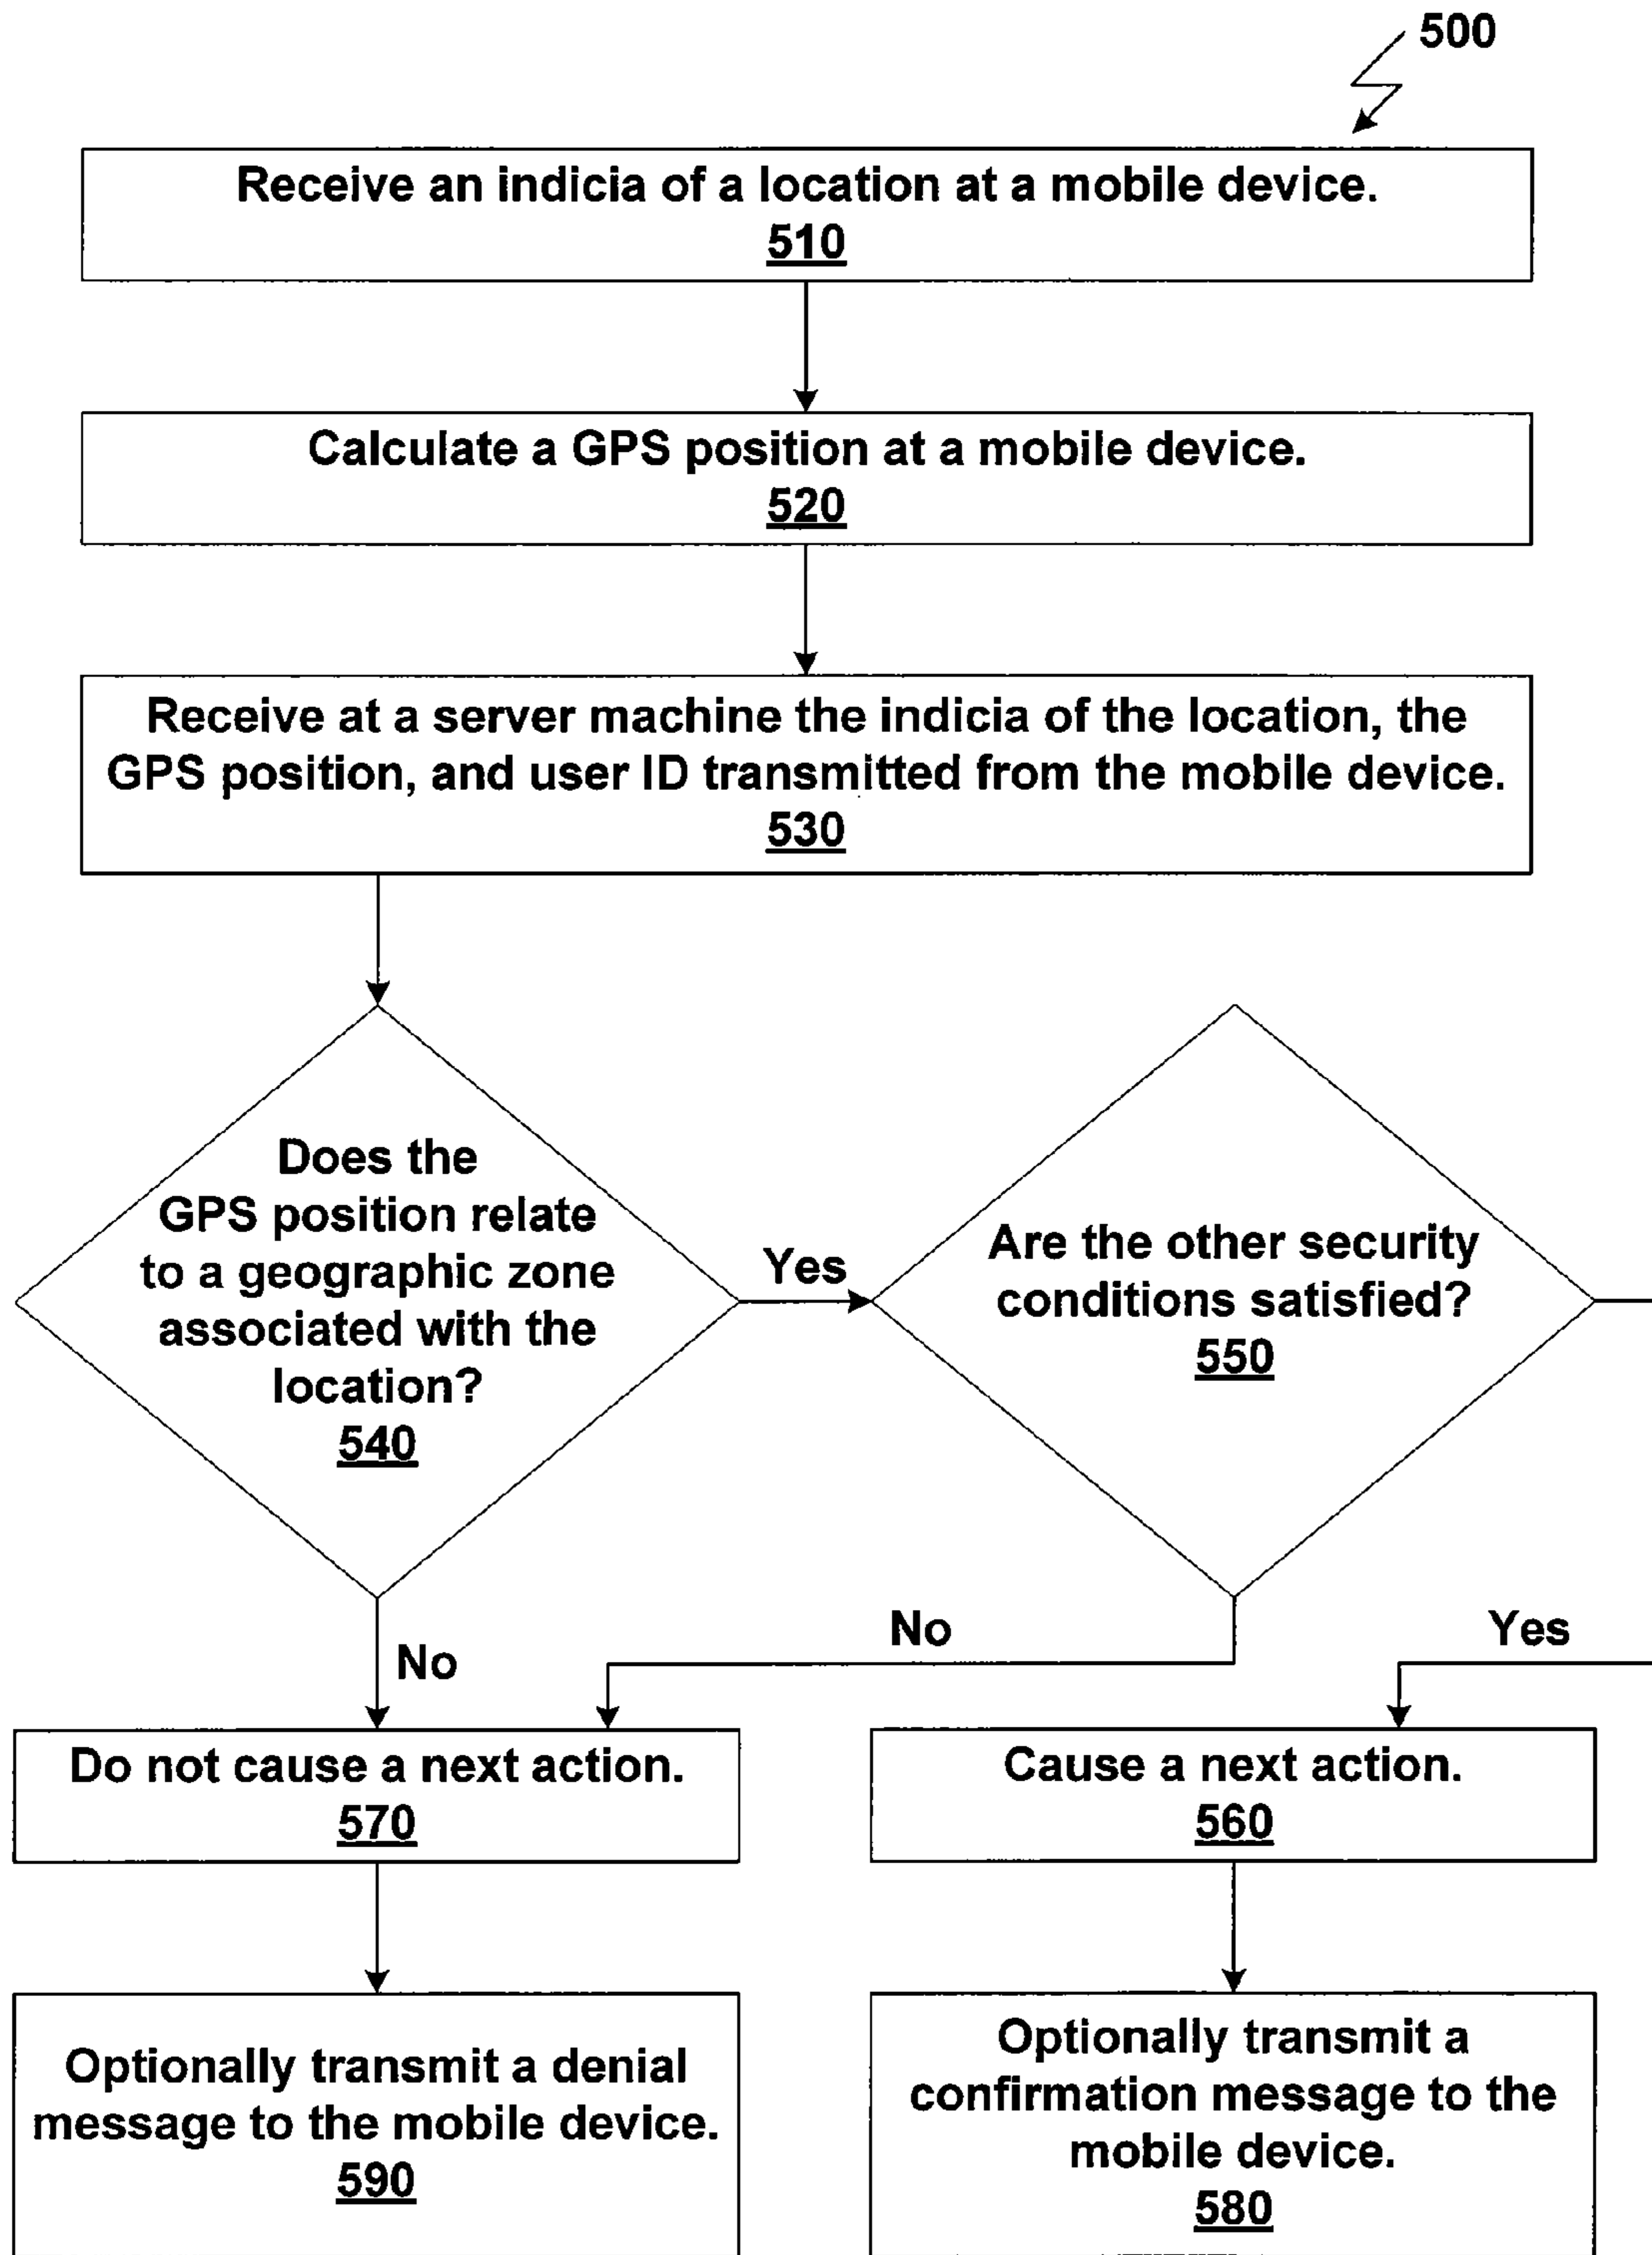 500
Receive an indicia of a location at a mobile device.
510
Calculate a GPS position at a mobile device.
520
Receive at a server machine the indicia of the location, the
GPS position, and user ID transmitted from the mobile device.
530
Does the
GPS position relate
to a geographic zone
associated with the
location?
540
Yes
Are the other security
conditions satisfied?
550
No
No
Yes
Do not cause a next action.
570
Cause a next action.
560
Optionally transmit a denial
message to the mobile device.
590
Optionally transmit a
confirmation message to the
mobile device.
580